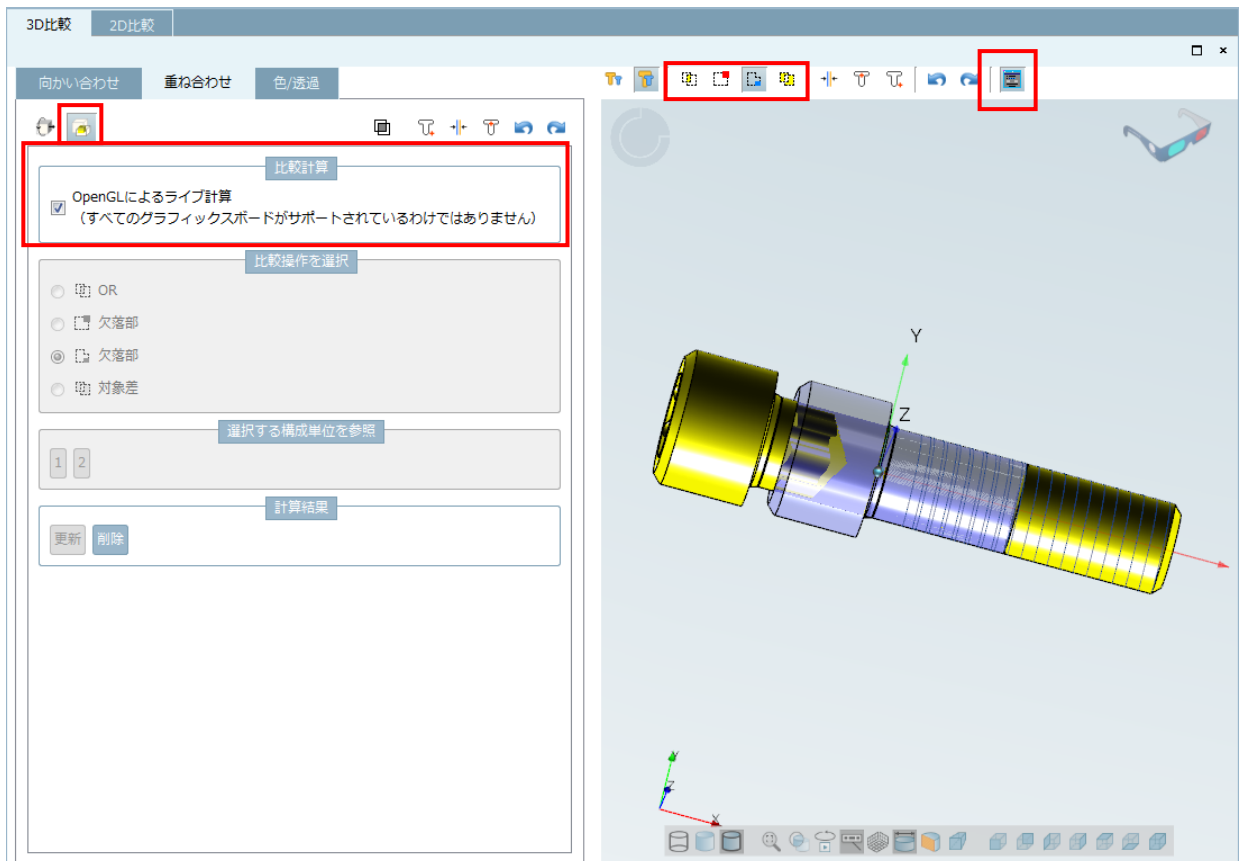 3D比較
2D比較
向かい合わせ
重ね合わせ
色/透過
比較計算
OpenGLによるライブ計算
（すべてのグラフィックスボードがサポートされているわけではありません）
比較操作を選択
OR
欠落部
欠落部
対象差
選択する構成単位を参照
1 2
計算結果
更新 削除
Y
Z
Y
Z
X